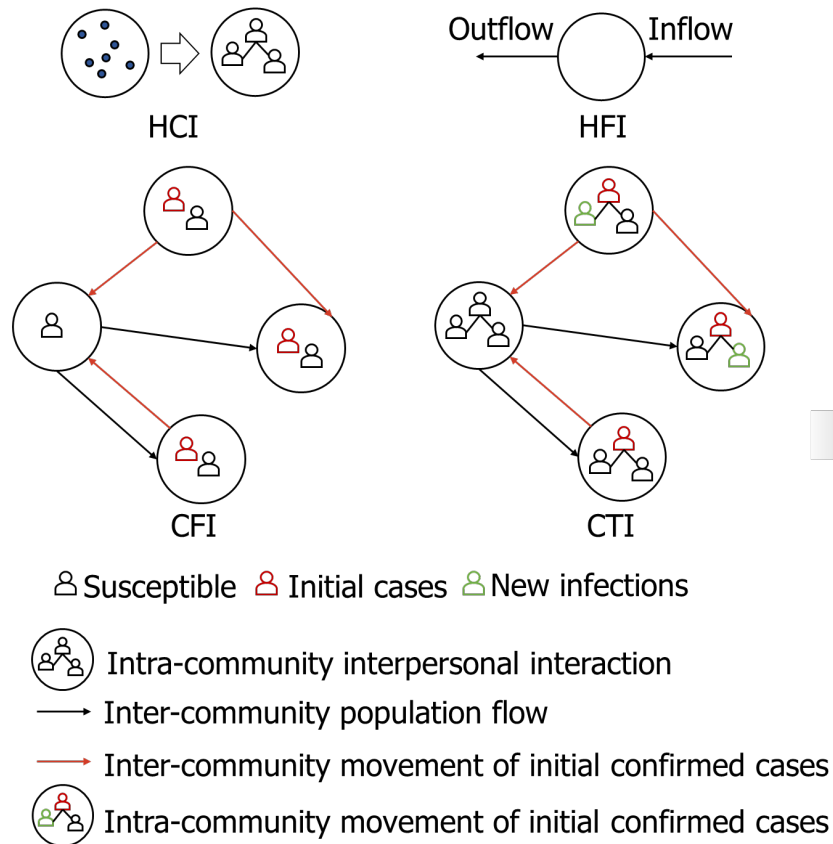 Outflow Inflow
HCI HFI
CFI CTI
Susceptible Initial cases New infections
Intra-community interpersonal interaction
Inter-community population flow
Inter-community movement of initial confirmed cases
Intra-community movement of initial confirmed cases